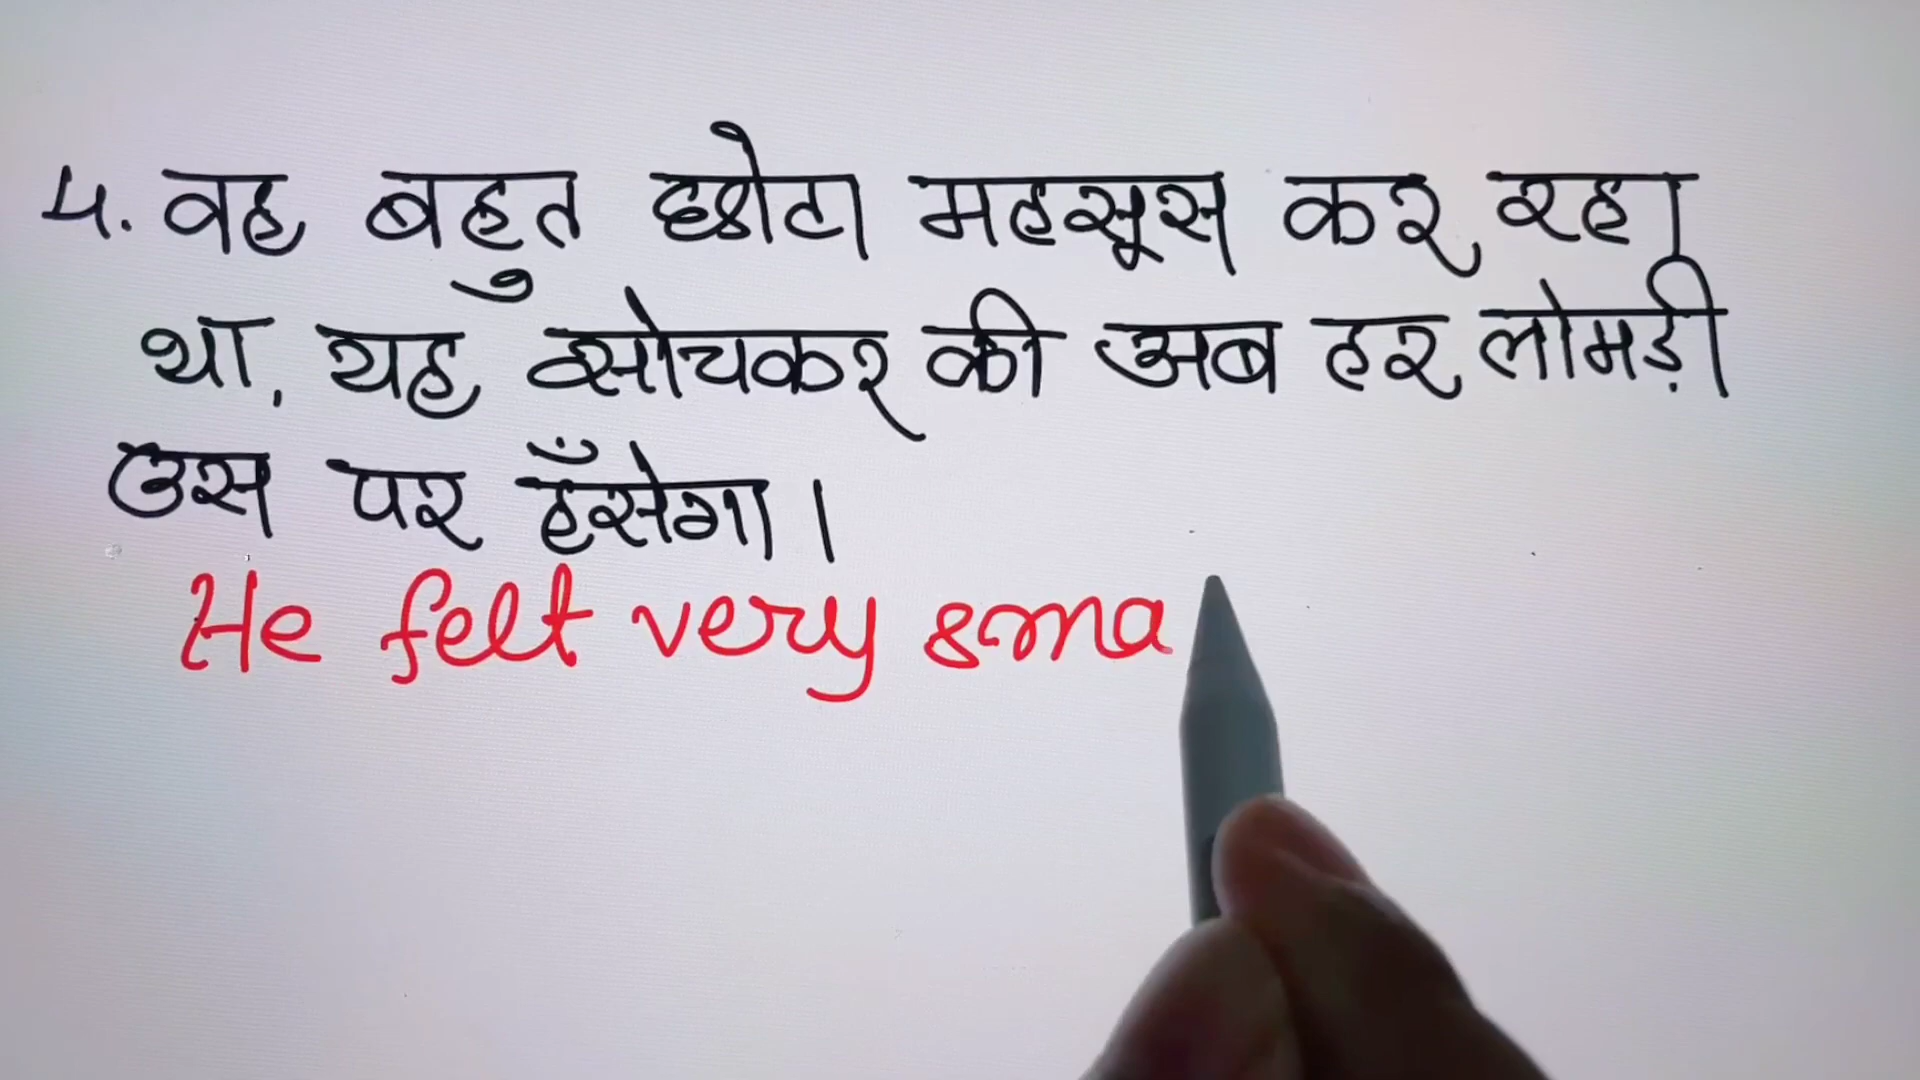 4. वह बहुत छोटा महसूस कर रहा
था, यह सोचकर की अब हर लोमड़ी
उस पर हँसेगा।
He felt very sma